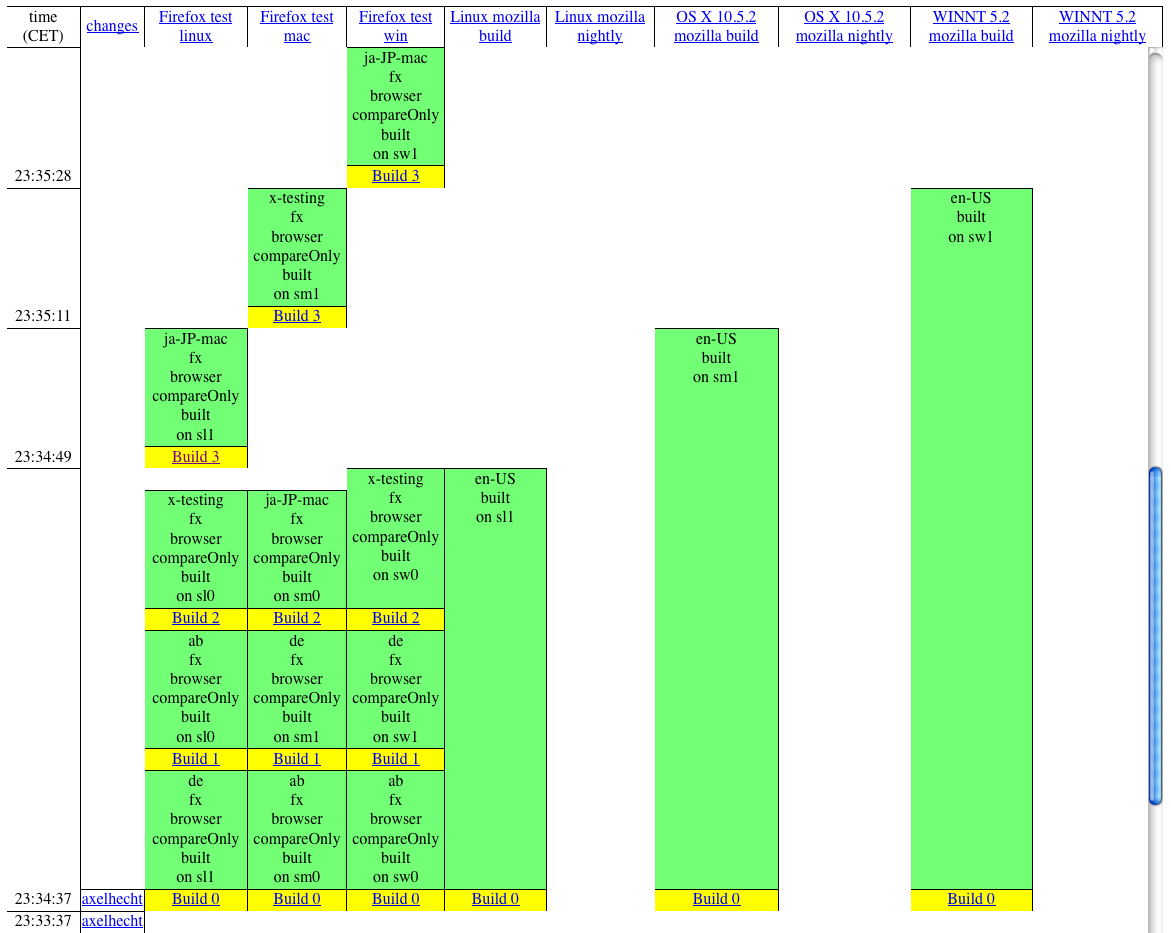 time
(CET)
changes
Firefox test
linux
Firefox test
mac
Firefox test
win
Linux mozilla
build
Linux mozilla
nightly
OS X 10.5.2
mozilla build
OS X 10.5.2
mozilla nightly
WINNT 5.2
mozilla build
WINNT 5.2
mozilla nightly
ja-JP-mac
fx
browser
compareOnly
built
on sw1
23:35:28
Build 3
x-testing
fx
browser
compareOnly
built
on sm1
en-US
built
on sw1
23:35:11
Build 3
ja-JP-mac
fx
browser
compareOnly
built
on sl1
en-US
built
on sm1
23:34:49
Build 3
x-testing
fx
browser
compareOnly
built
on sl0
ja-JP-mac
fx
browser
compareOnly
built
on sm0
x-testing
fx
browser
compareOnly
built
on sw0
en-US
built
on sl1
Build 2
Build 2
Build 2
ab
fx
browser
compareOnly
built
on sl0
de
fx
browser
compareOnly
built
on sm1
de
fx
browser
compareOnly
built
on sw1
Build 1
Build 1
Build 1
de
fx
browser
compareOnly
built
on sl1
ab
fx
browser
compareOnly
built
on sm0
ab
fx
browser
compareOnly
built
on sw0
23:34:37
axelhecht
Build 0
Build 0
Build 0
Build 0
Build 0
Build 0
23:33:37
axelhecht